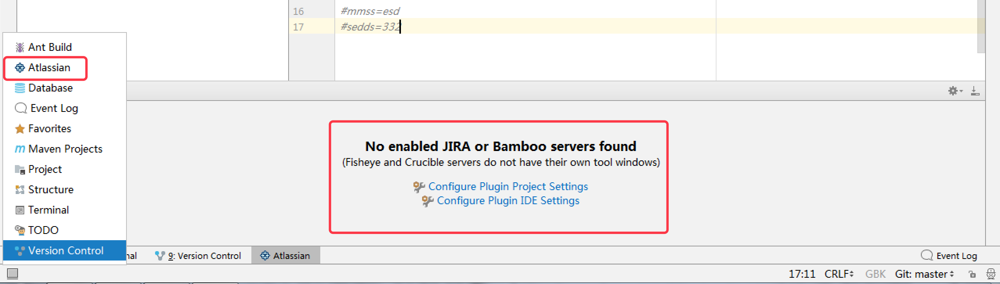 16 #mmss=esd
17 #sedds=332
Ant Build
Atlassian
Database
Event Log
Favorites
Maven Projects
Project
Structure
Terminal
TODO
Version Control
No enabled JIRA or Bamboo servers found
(Fisheye and Crucible servers do not have their own tool windows)
Configure Plugin Project Settings
Configure Plugin IDE Settings
nal 9: Version Control Atlassian Event Log
17:11 CRLF GBK Git: master